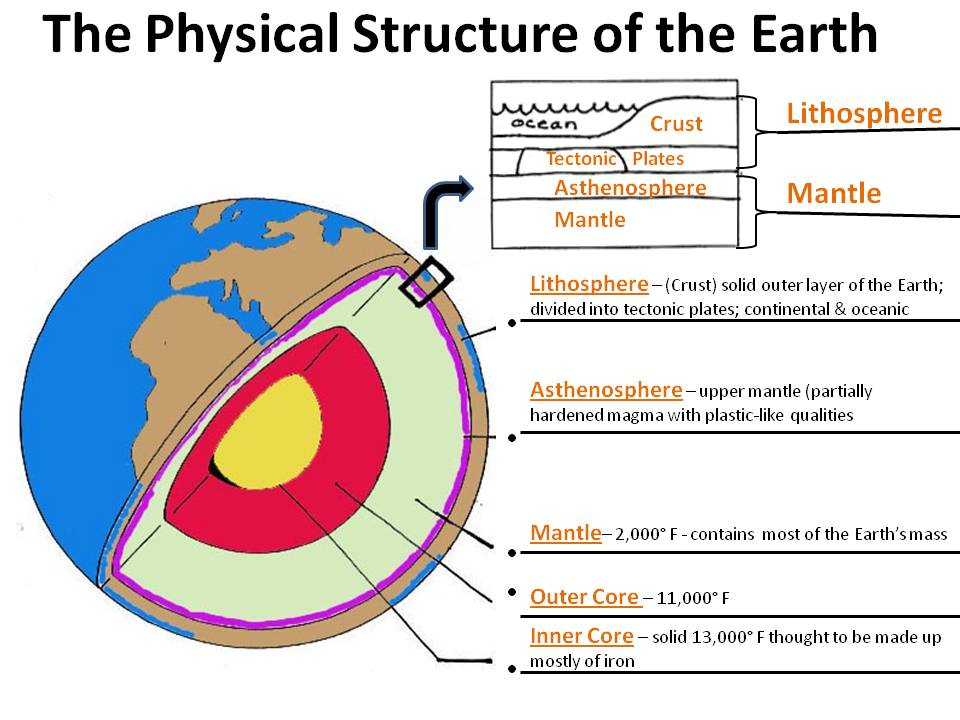 The Physical Structure of the Earth
ocean
Crust
Lithosphere
Tectonic Plates
Asthenosphere
Mantle
Mantle
Lithosphere – (Crust) solid outer layer of the Earth;
divided into tectonic plates; continental & oceanic
Asthenosphere – upper mantle (partially
hardened magma with plastic-like qualities
Mantle– 2,000° F - contains most of the Earth's mass
Outer Core – 11,000° F
Inner Core – solid 13,000° F thought to be made up
mostly of iron